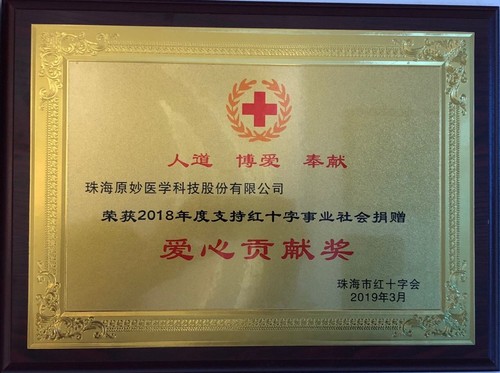 人道 博爱 奉献
珠海原妙医学科技股份有限公司
荣获2018年度支持红十字事业社会捐赠
爱心贡献奖
珠海市红十字会
2019年3月